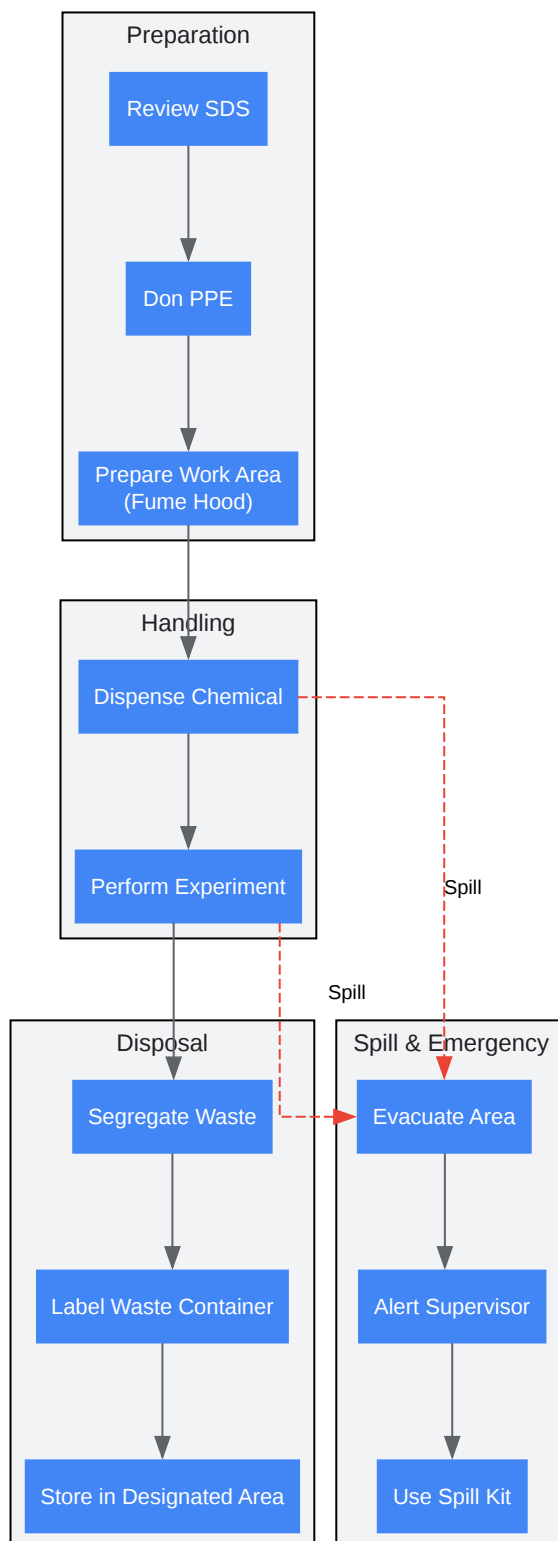 Preparation
Review SDS
Don PPE
Prepare Work Area
(Fume Hood)
Handling
Dispense Chemical
Perform Experiment
Spill
Spill
Disposal
Segregate Waste
Label Waste Container
Store in Designated Area
Spill & Emergency
Evacuate Area
Alert Supervisor
Use Spill Kit